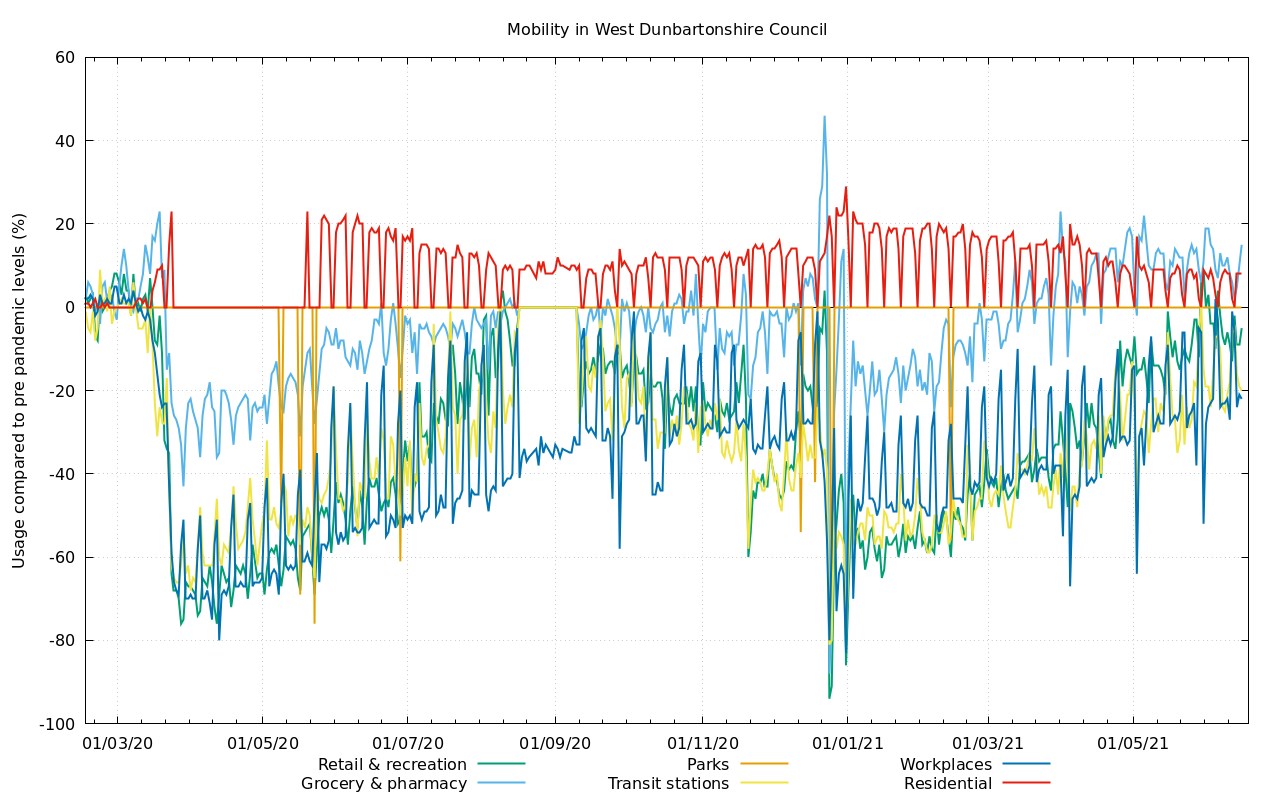 Mobility in West Dunbartonshire Council
Usage compared to pre pandemic levels (%)
60
40
20
0
-20
-40
-60
-80
-100
01/03/20 01/05/20 01/07/20 01/09/20 01/11/20 01/01/21 01/03/21 01/05/21
Retail & recreation Parks Workplaces
Grocery & pharmacy Transit stations Residential